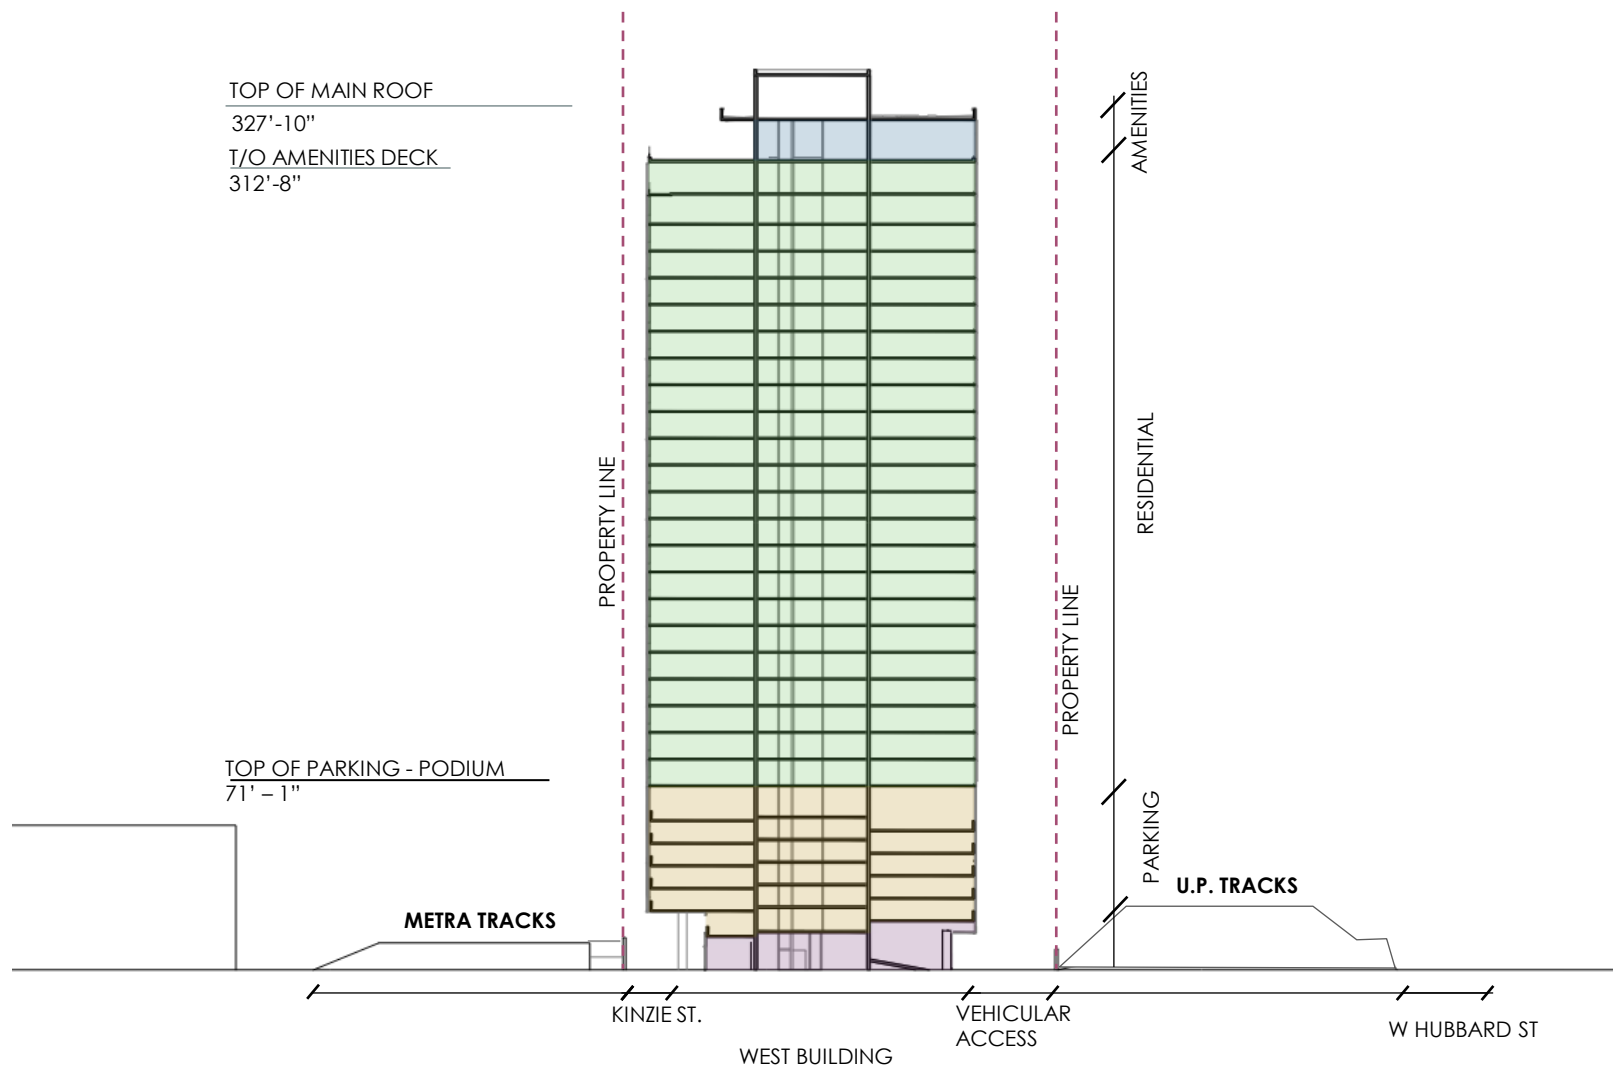 TOP OF MAIN ROOF
327’-10”
T/O AMENITIES DECK
312’-8”
AMENITIES
PROPERTY LINE
RESIDENTIAL
PROPERTY LINE
TOP OF PARKING - PODIUM
71’ – 1”
PARKING
METRA TRACKS
U.P. TRACKS
KINZIE ST.
VEHICULAR
ACCESS
W HUBBARD ST
WEST BUILDING